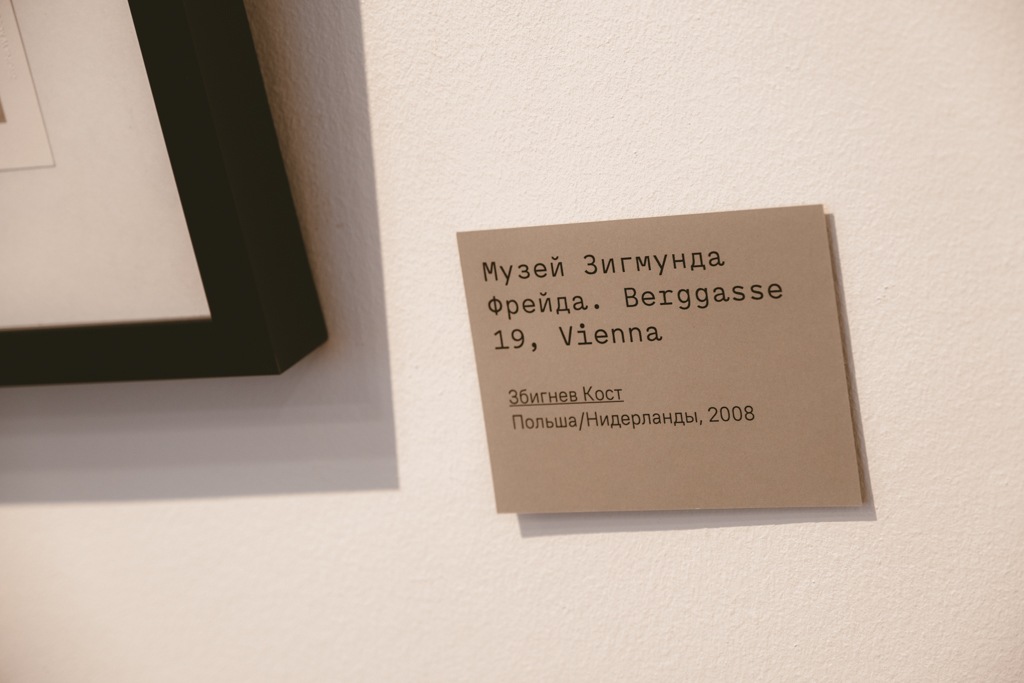 Музей Зигмунда
Фрейда. Berggasse
19, Vienna
Збигнев Кост
Польша/Нидерланды, 2008